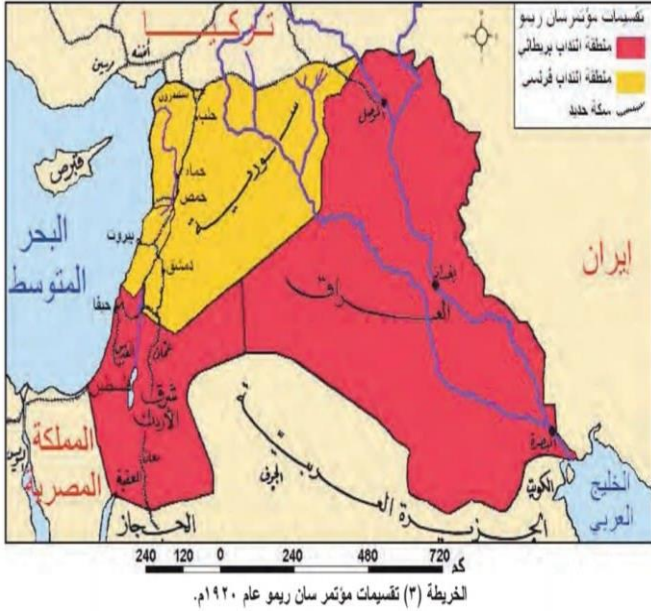 تقسيمات مؤتمر سان ريمو
منطقة انتداب بريطاني
منطقة انتداب فرنسي
سكة حديد
تركيا
أضنه
الموصل
حلب
قبرص
حماه
حمص
سورية
بيروت
دمشق
البحر
المتوسط
إيران
بغداد
العراق
حيفا
القدس
عمان
فلسطين
شرق
الأردن
المملكة
المصرية
معان
العقبة
البصرة
الكويت
الخليج
العربي
الجوف
الجزيرة العربية
الحجاز
240 120 0 240 480 720 كم
الخريطة (٣) تقسيمات مؤتمر سان ريمو عام ١٩٢٠م.